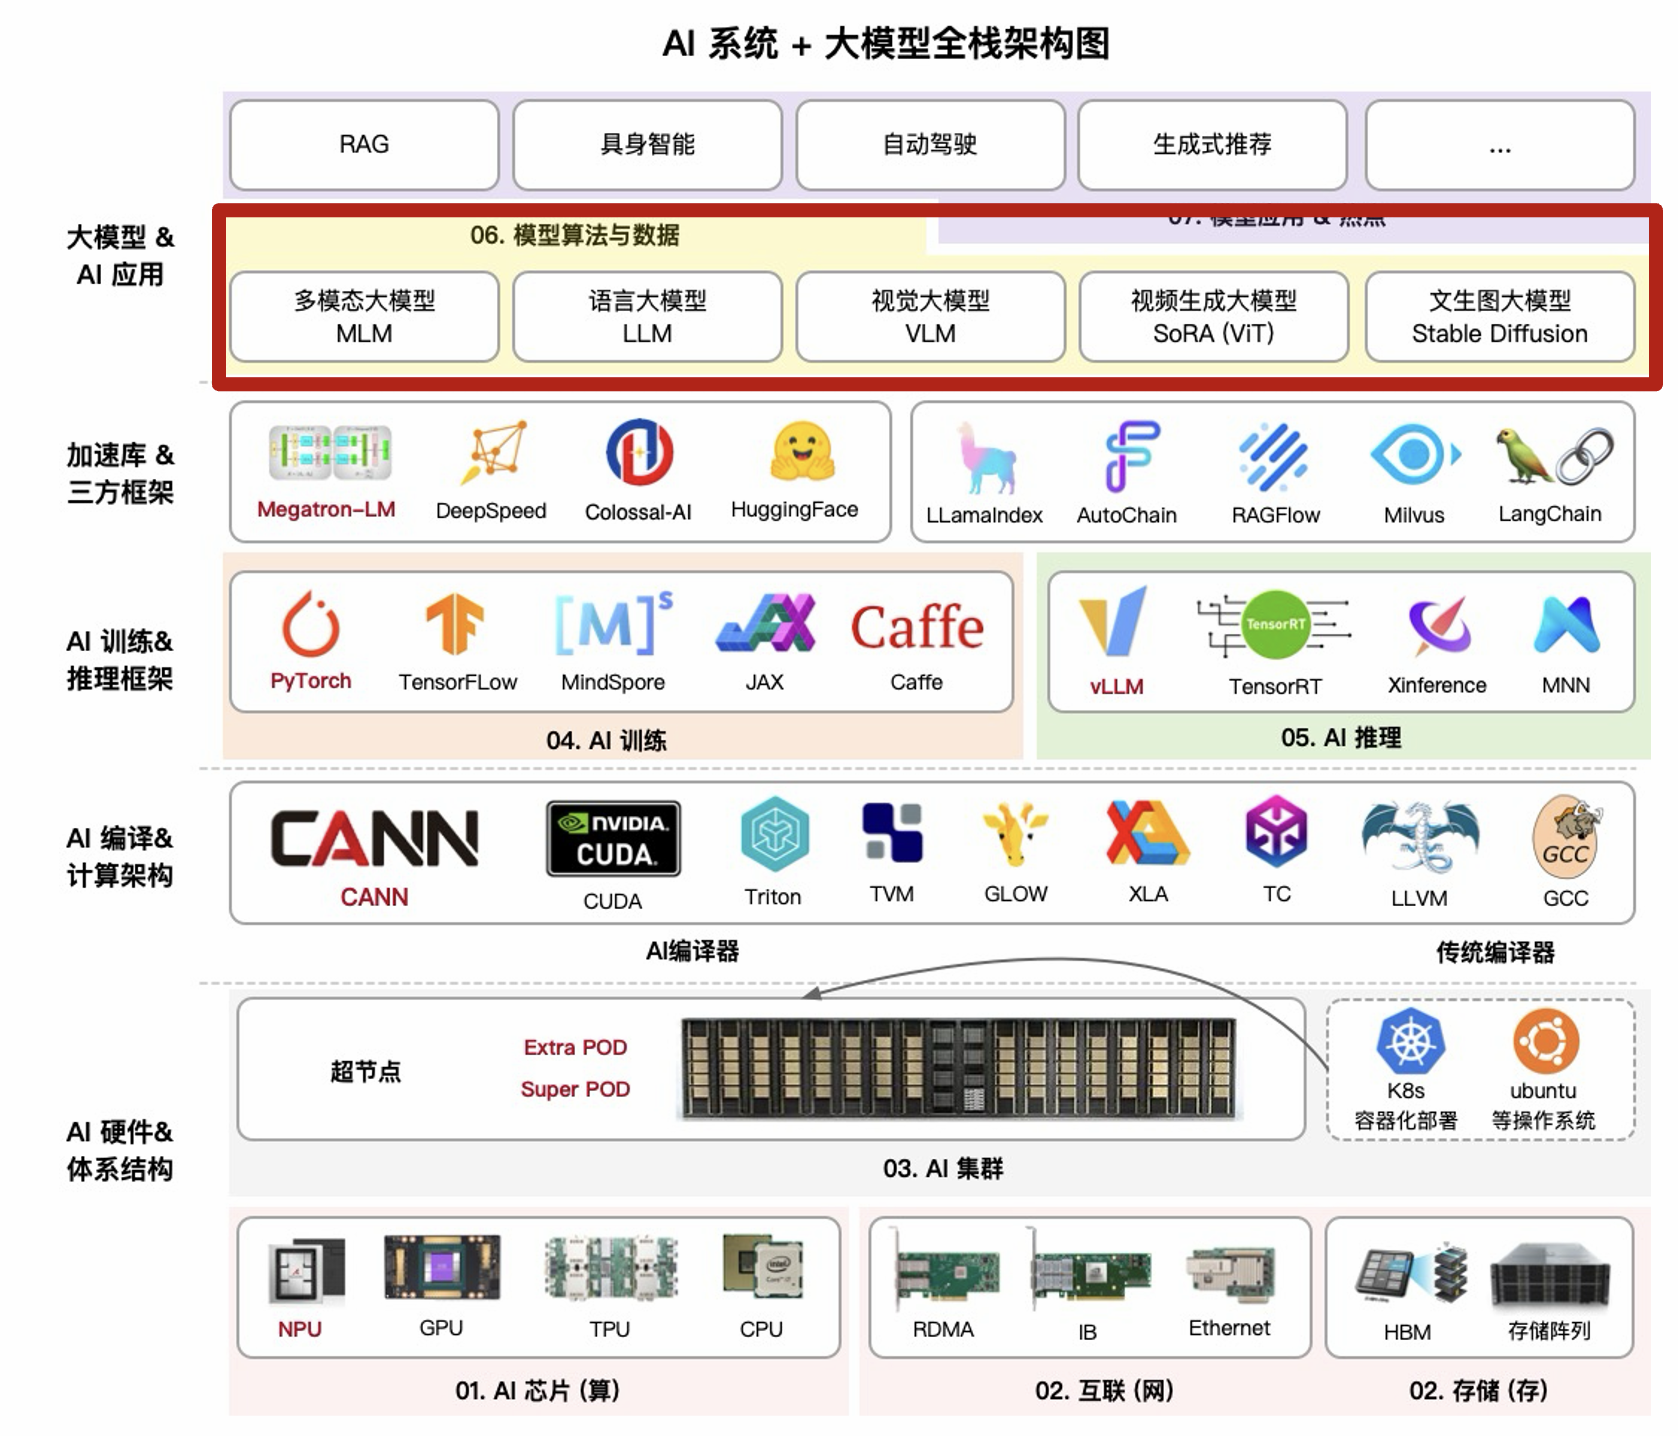 AI 系统 + 大模型全栈架构图
RAG
具身智能
自动驾驶
生成式推荐
...
大模型 &
AI 应用
06. 模型算法与数据
07. 模型应用 & 热点
多模态大模型
MLM
语言大模型
LLM
视觉大模型
VLM
视频生成大模型
SoRA (ViT)
文生图大模型
Stable Diffusion
加速库 &
三方框架
Megatron-LM
DeepSpeed
Colossal-AI
HuggingFace
LLamaIndex
AutoChain
RAGFlow
Milvus
LangChain
AI 训练&
推理框架
[M]s
Caffe
TensorRT
PyTorch
TensorFLow
MindSpore
JAX
Caffe
vLLM
TensorRT
Xinference
MNN
04. AI 训练
05. AI 推理
AI 编译&
计算架构
CANN
NVIDIA.
CUDA.
GCC
CANN
CUDA
Triton
TVM
GLOW
XLA
TC
LLVM
GCC
AI编译器
传统编译器
AI 硬件&
体系结构
超节点
Extra POD
Super POD
K8s
容器化部署
ubuntu
等操作系统
03. AI 集群
intel
NPU
GPU
TPU
CPU
RDMA
IB
Ethernet
HBM
存储阵列
01. AI 芯片 (算)
02. 互联 (网)
02. 存储 (存)